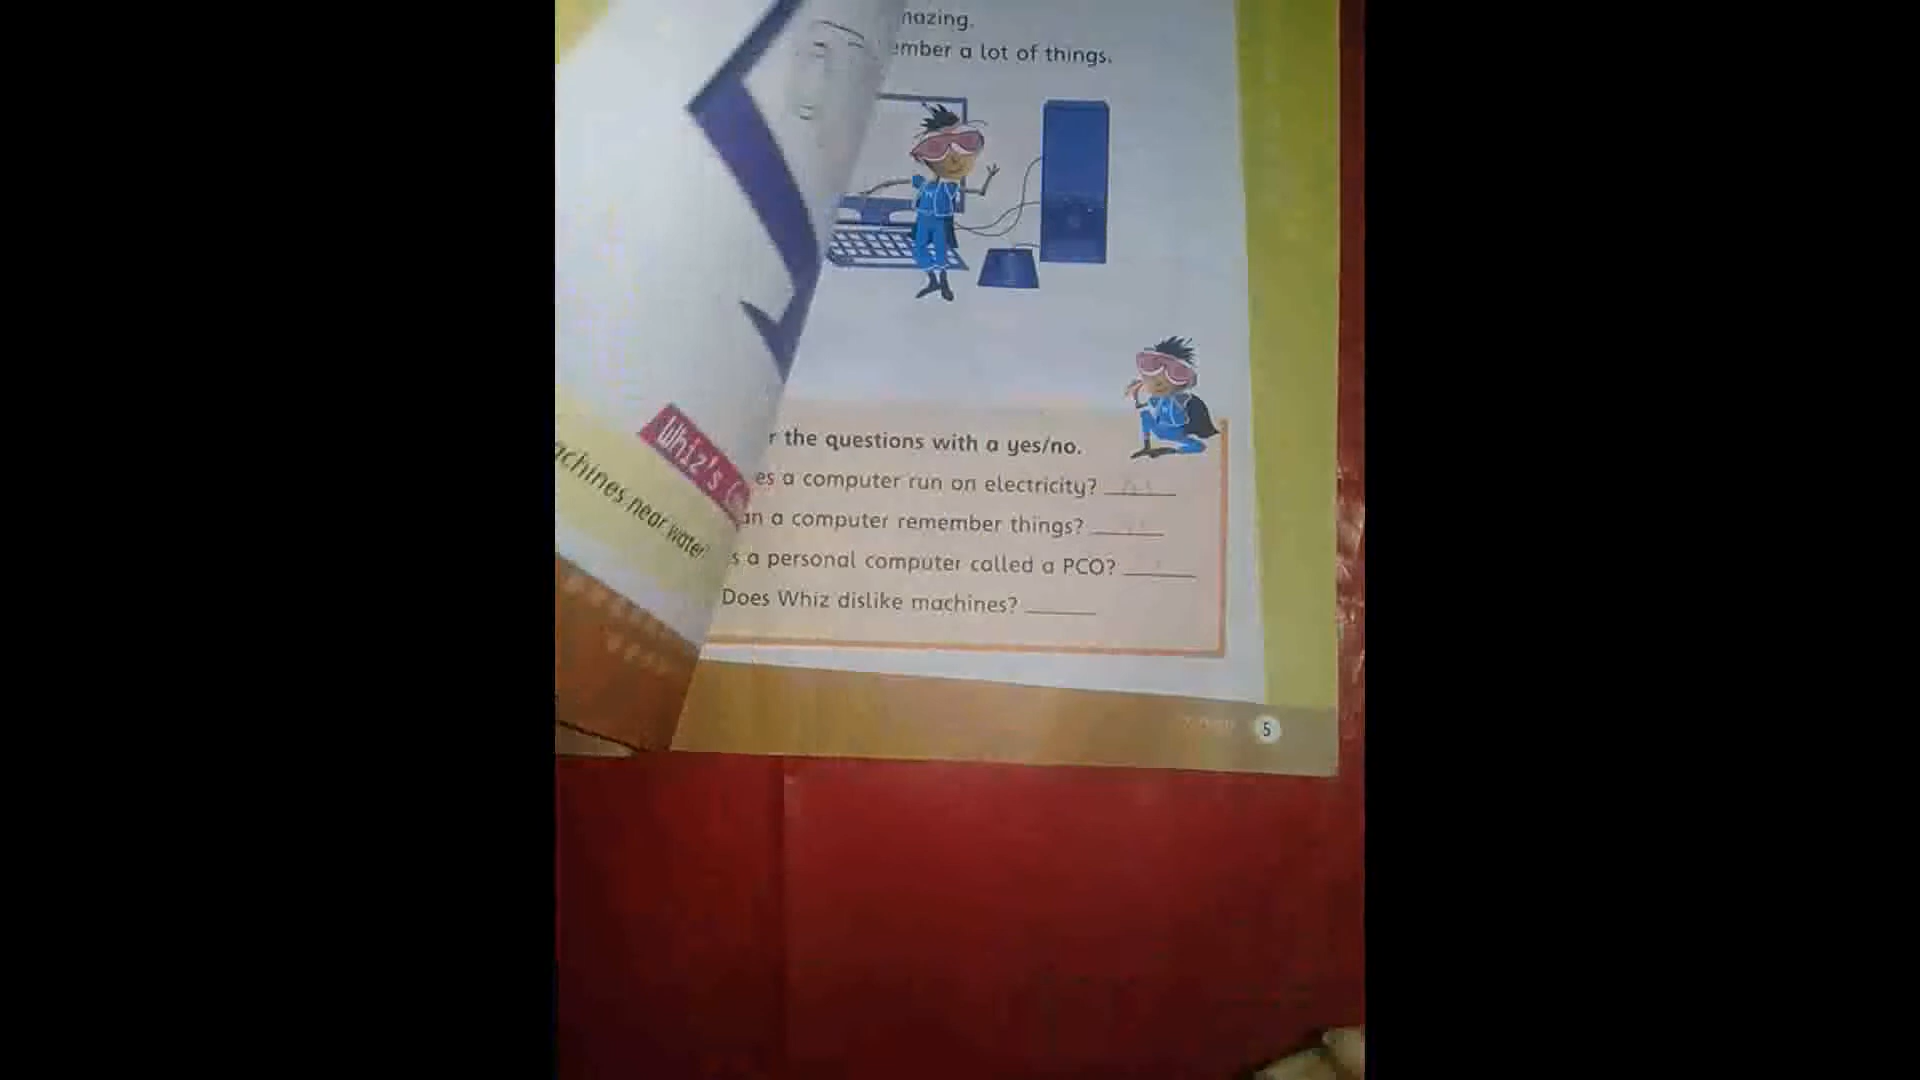 mazing.
ember a lot of things.
Whiz's
achines near water.
r the questions with a yes/no.
es a computer run on electricity?
an a computer remember things?
s a personal computer called a PCO?
Does Whiz dislike machines?
5